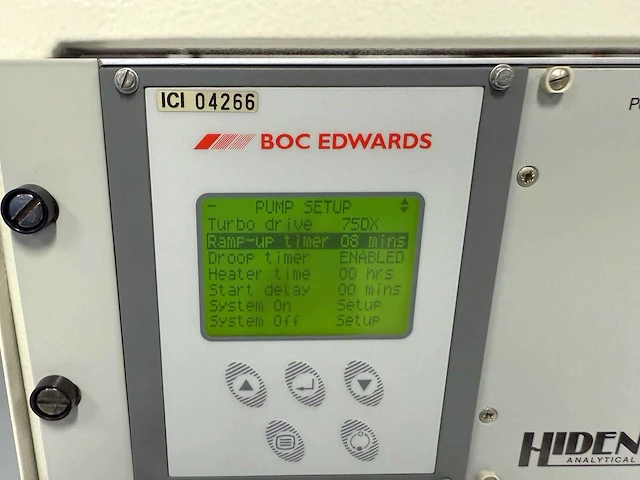 ICI 04266
BOC EDWARDS
PUMP SETUP
Turbo drive 75DX
Ramp-up timer 08 mins
Droop timer ENABLED
Heater time 00 hrs
Start delay 00 mins
System On Setup
System Off Setup
HIDEN
ANALYTICAL